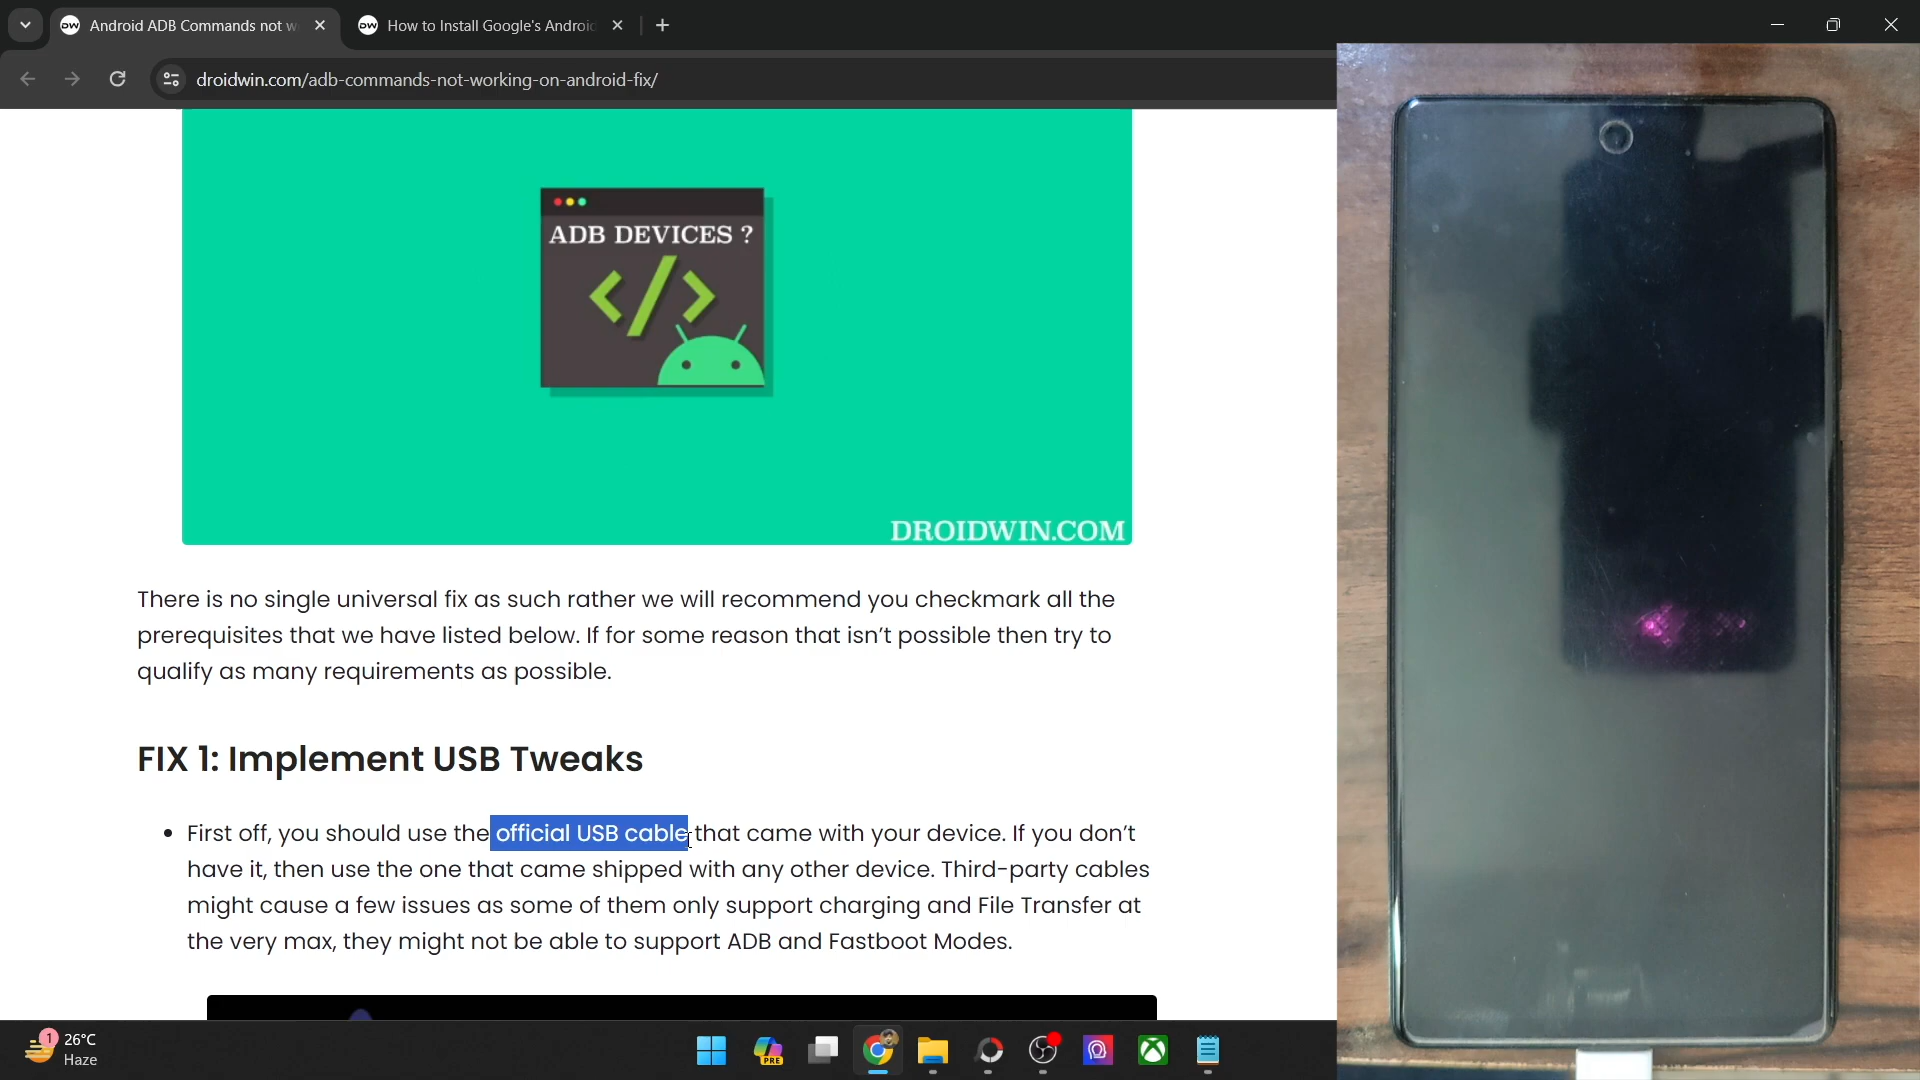 DW Android ADB Commands not w
DW How to Install Google's Android
droidwin.com/adb-commands-not-working-on-android-fix/
ADB DEVICES ?
</>
DROIDWIN.COM
There is no single universal fix as such rather we will recommend you checkmark all the
prerequisites that we have listed below. If for some reason that isn't possible then try to
qualify as many requirements as possible.
FIX 1: Implement USB Tweaks
• First off, you should use the official USB cable that came with your device. If you don't
have it, then use the one that came shipped with any other device. Third-party cables
might cause a few issues as some of them only support charging and File Transfer at
the very max, they might not be able to support ADB and Fastboot Modes.
1
26°C
Haze
PRE